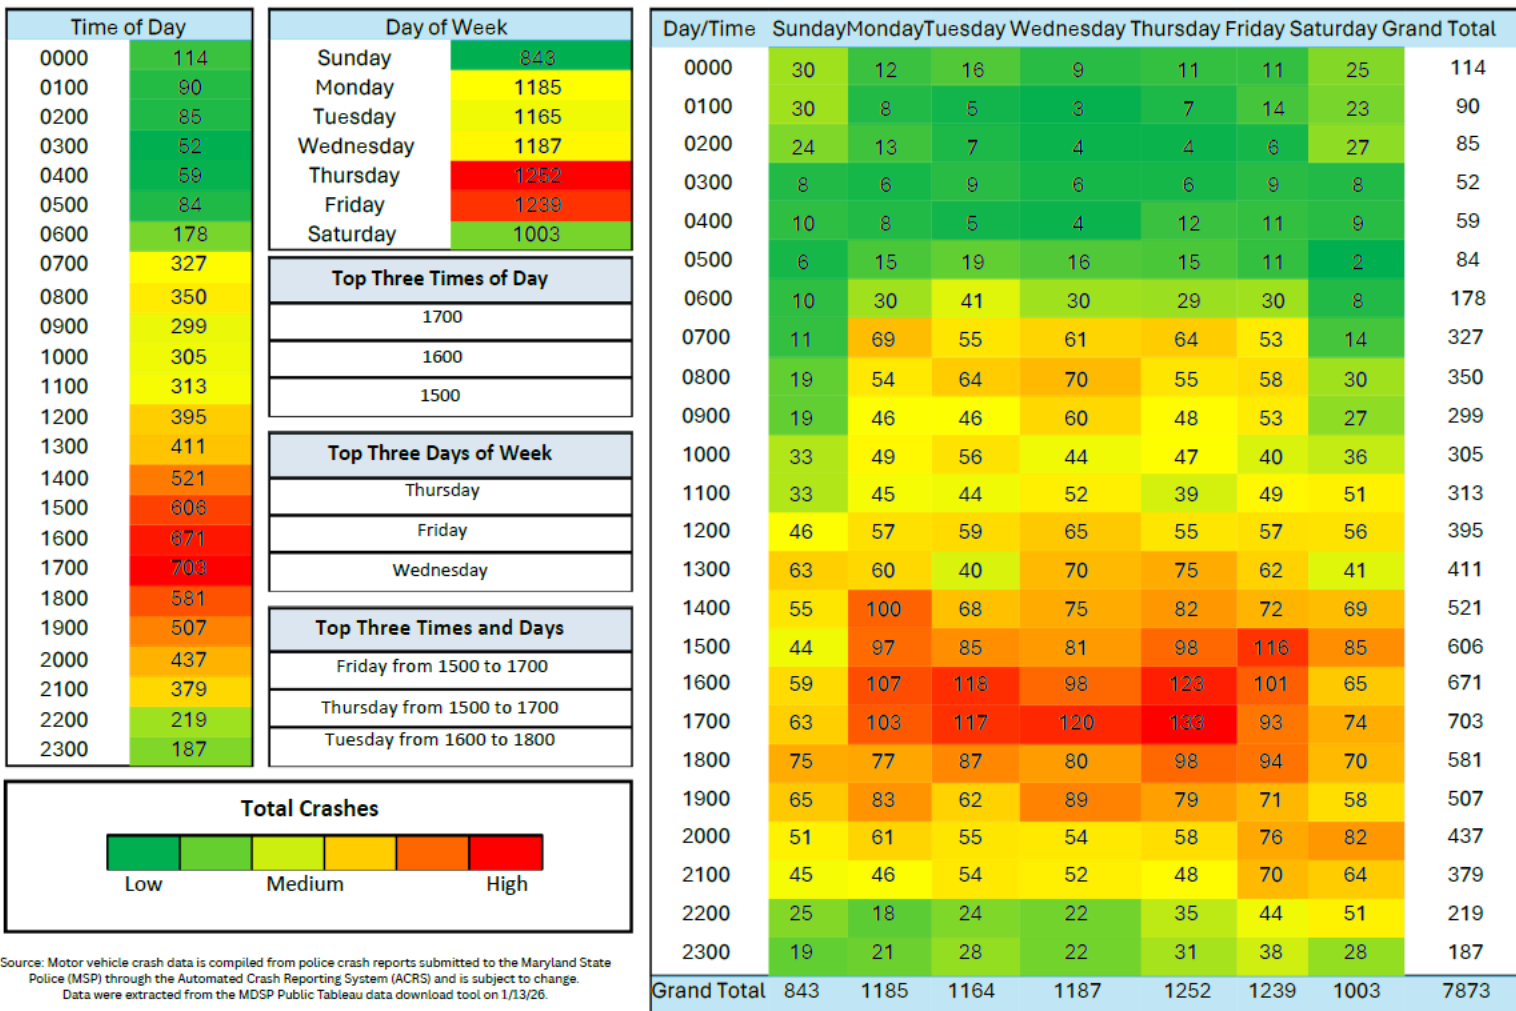 Time of Day
0000 114
0100 90
0200 85
0300 52
0400 59
0500 84
0600 178
0700 327
0800 350
0900 299
1000 305
1100 313
1200 395
1300 411
1400 521
1500 606
1600 671
1700 703
1800 581
1900 507
2000 437
2100 379
2200 219
2300 187
Day of Week
Sunday 843
Monday 1185
Tuesday 1165
Wednesday 1187
Thursday 1252
Friday 1239
Saturday 1003
Top Three Times of Day
1700
1600
1500
Top Three Days of Week
Thursday
Friday
Wednesday
Top Three Times and Days
Friday from 1500 to 1700
Thursday from 1500 to 1700
Tuesday from 1600 to 1800
Total Crashes
Low Medium High
Source: Motor vehicle crash data is compiled from police crash reports submitted to the Maryland State
Police (MSP) through the Automated Crash Reporting System (ACRS) and is subject to change.
Data were extracted from the MDSP Public Tableau data download tool on 1/13/26.
Day/Time Sunday Monday Tuesday Wednesday Thursday Friday Saturday Grand Total
0000 30 12 16 9 11 11 25 114
0100 30 8 5 3 7 14 23 90
0200 24 13 7 4 4 6 27 85
0300 8 6 9 6 6 9 8 52
0400 10 8 5 4 12 11 9 59
0500 6 15 19 16 15 11 2 84
0600 10 30 41 30 29 30 8 178
0700 11 69 55 61 64 53 14 327
0800 19 54 64 70 55 58 30 350
0900 19 46 46 60 48 53 27 299
1000 33 49 56 44 47 40 36 305
1100 33 45 44 52 39 49 51 313
1200 46 57 59 65 55 57 56 395
1300 63 60 40 70 75 62 41 411
1400 55 100 68 75 82 72 69 521
1500 44 97 85 81 98 116 85 606
1600 59 107 118 98 123 101 65 671
1700 63 103 117 120 133 93 74 703
1800 75 77 87 80 98 94 70 581
1900 65 83 62 89 79 71 58 507
2000 51 61 55 54 58 76 82 437
2100 45 46 54 52 48 70 64 379
2200 25 18 24 22 35 44 51 219
2300 19 21 28 22 31 38 28 187
Grand Total 843 1185 1164 1187 1252 1239 1003 7873